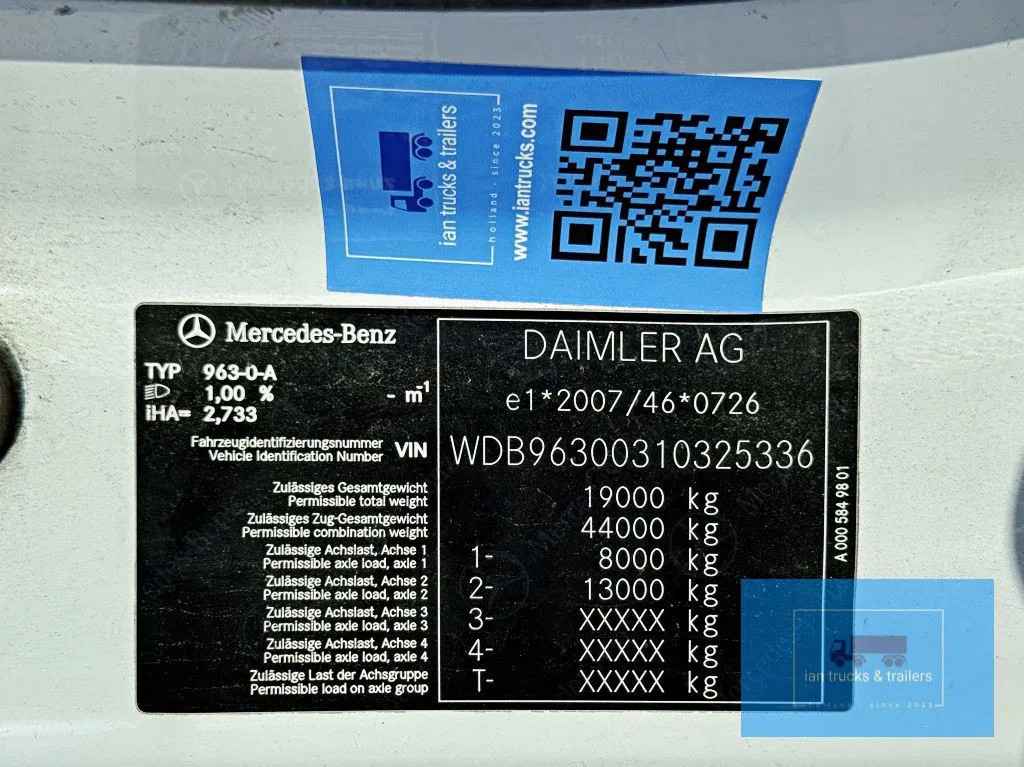 ian trucks & trailers
holland - since 2023
www.iantrucks.com
Mercedes-Benz
TYP 963-0-A
1,00 % - m⁻¹
iHA= 2,733
Fahrzeugidentifizierungsnummer
Vehicle Identification Number VIN
Zulässiges Gesamtgewicht
Permissible total weight
Zulässiges Zug-Gesamtgewicht
Permissible combination weight
Zulässige Achslast, Achse 1
Permissible axle load, axle 1
Zulässige Achslast, Achse 2
Permissible axle load, axle 2
Zulässige Achslast, Achse 3
Permissible axle load, axle 3
Zulässige Achslast, Achse 4
Permissible axle load, axle 4
Zulässige Last der Achsgruppe
Permissible load on axle group
DAIMLER AG
e1*2007/46*0726
WDB96300310325336
19000 kg
44000 kg
1- 8000 kg
2- 13000 kg
3- XXXXX kg
4- XXXXX kg
T- XXXXX kg
A 000 584 98 01
ian trucks & trailers
since 2023